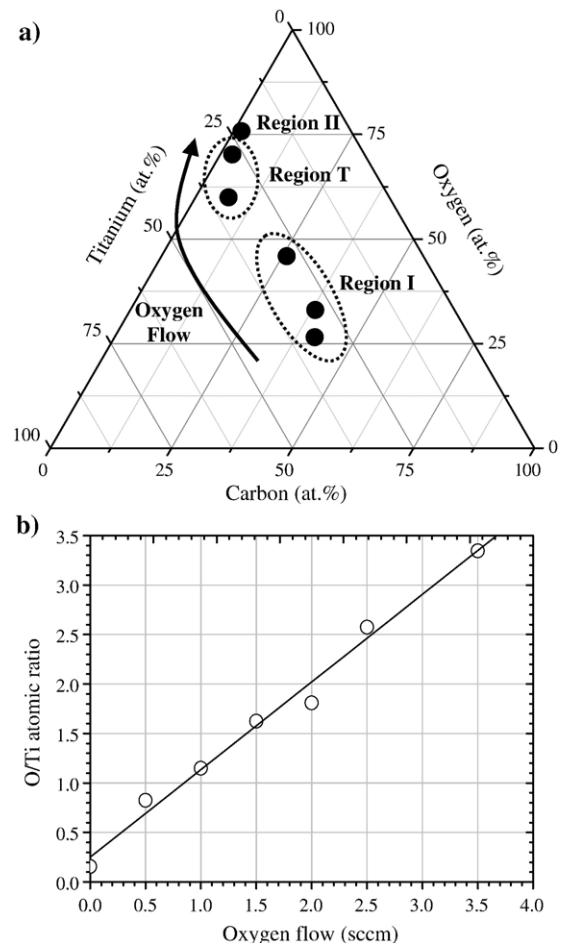 a)
0
100
25
Region II
75
Region T
Titanium (at.%)
Oxygen (at.%)
50
50
Region I
Oxygen
Flow
75
25
100
0
0
25
50
75
100
Carbon (at.%)
b)
3.5
3.0
2.5
2.0
1.5
1.0
0.5
0.0
O/Ti atomic ratio
0.0 0.5 1.0 1.5 2.0 2.5 3.0 3.5 4.0
Oxygen flow (sccm)